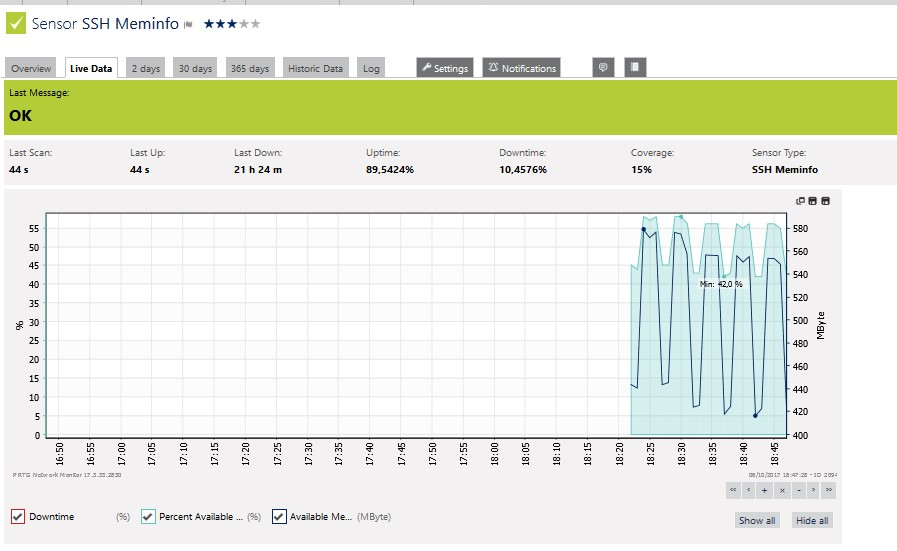 Sensor SSH Meminfo
Overview Live Data 2 days 30 days 365 days Historic Data Log Settings Notifications
Last Message:
OK
Last Scan: Last Up: Last Down: Uptime: Downtime: Coverage: Sensor Type:
44 s 44 s 21 h 24 m 89,5424% 10,4576% 15% SSH Meminfo
55 580
50 560
45 540
Min: 42,0 %
40 520
35
30 500
% MByte
25 480
20
15 460
10 440
5 420
0 400
16:50 16:55 17:00 17:05 17:10 17:15 17:20 17:25 17:30 17:35 17:40 17:45 17:50 17:55 18:00 18:05 18:10 18:15 18:20 18:25 18:30 18:35 18:40 18:45
PRTG Network Monitor 17.3.33.2830 08/10/2017 18:47:28 - ID 2094
<< < + x - > >>
Downtime (%) Percent Available ... (%) Available Me... (MByte)
Show all Hide all